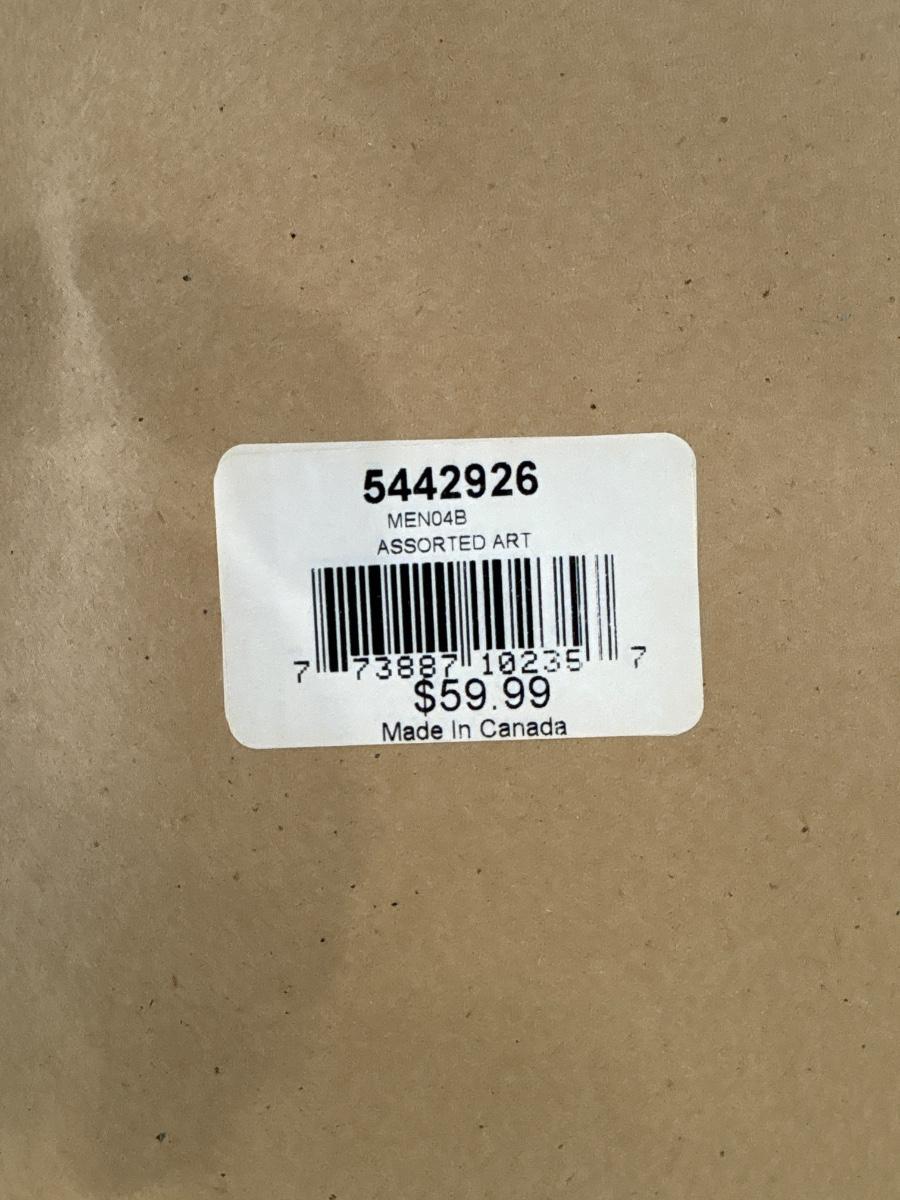 5442926
MEN04B
ASSORTED ART
7 73887 10235 7
$59.99
Made In Canada